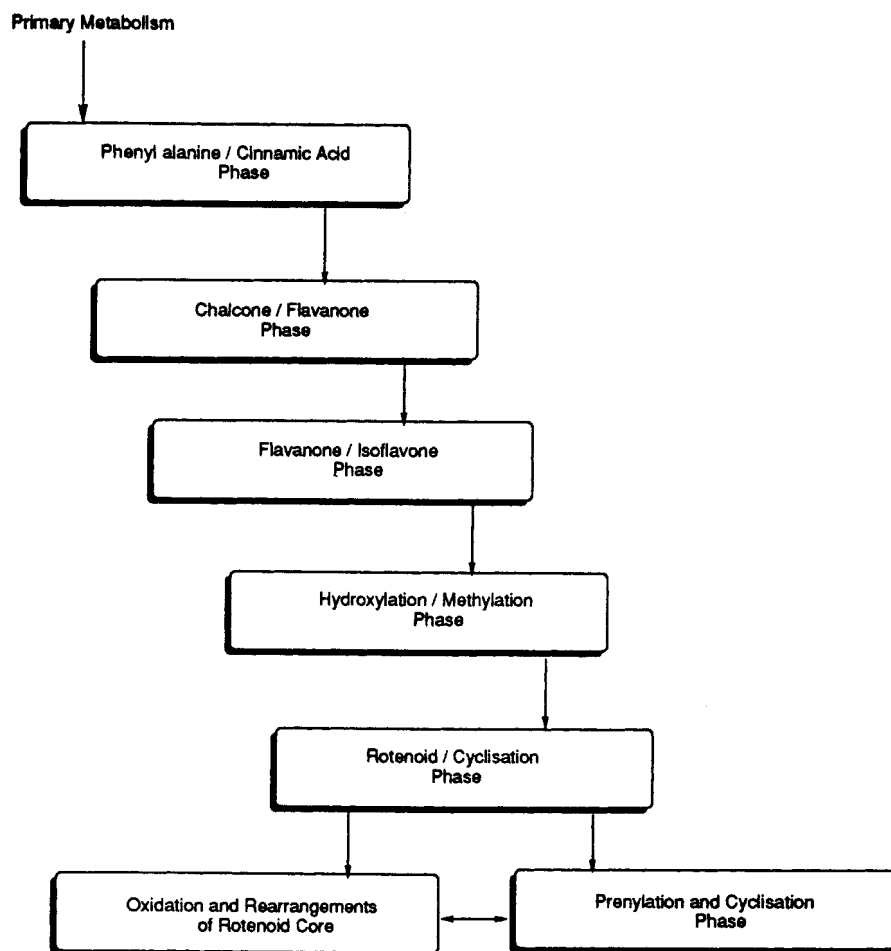 Primary Metabolism
Phenyl alanine / Cinnamic Acid
Phase
Chalcone / Flavanone
Phase
Flavanone / Isoflavone
Phase
Hydroxylation / Methylation
Phase
Rotenoid / Cyclisation
Phase
Oxidation and Rearrangements
of Rotenoid Core
Prenylation and Cyclisation
Phase